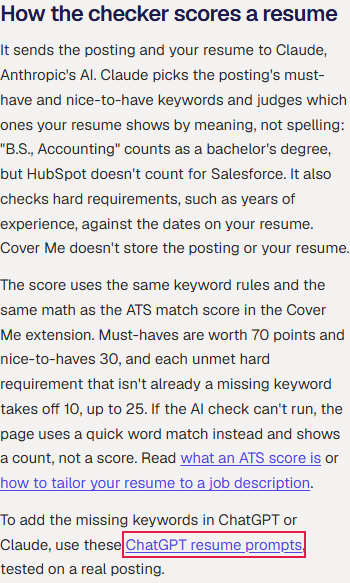 How the checker scores a resume
It sends the posting and your resume to Claude,
Anthropic's AI. Claude picks the posting's must-
have and nice-to-have keywords and judges which
ones your resume shows by meaning, not spelling:
"B.S., Accounting" counts as a bachelor's degree,
but HubSpot doesn't count for Salesforce. It also
checks hard requirements, such as years of
experience, against the dates on your resume.
Cover Me doesn't store the posting or your resume.
The score uses the same keyword rules and the
same math as the ATS match score in the Cover
Me extension. Must-haves are worth 70 points and
nice-to-haves 30, and each unmet hard
requirement that isn't already a missing keyword
takes off 10, up to 25. If the AI check can't run, the
page uses a quick word match instead and shows
a count, not a score. Read what an ATS score is or
how to tailor your resume to a job description.
To add the missing keywords in ChatGPT or
Claude, use these ChatGPT resume prompts,
tested on a real posting.